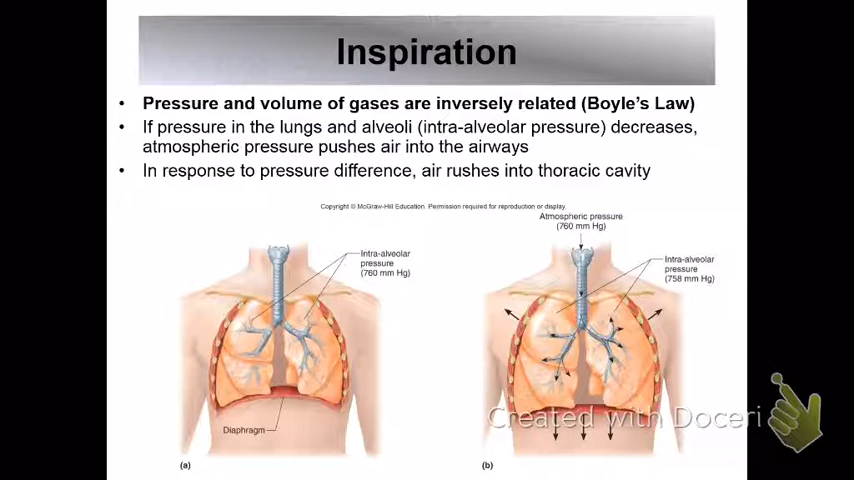 Inspiration
• Pressure and volume of gases are inversely related (Boyle's Law)
• If pressure in the lungs and alveoli (intra-alveolar pressure) decreases,
atmospheric pressure pushes air into the airways
• In response to pressure difference, air rushes into thoracic cavity
Copyright © McGraw-Hill Education. Permission required for reproduction or display.
Atmospheric pressure
(760 mm Hg)
Intra-alveolar
pressure
(760 mm Hg)
Intra-alveolar
pressure
(758 mm Hg)
Diaphragm
Created with Doceri
(a)
(b)